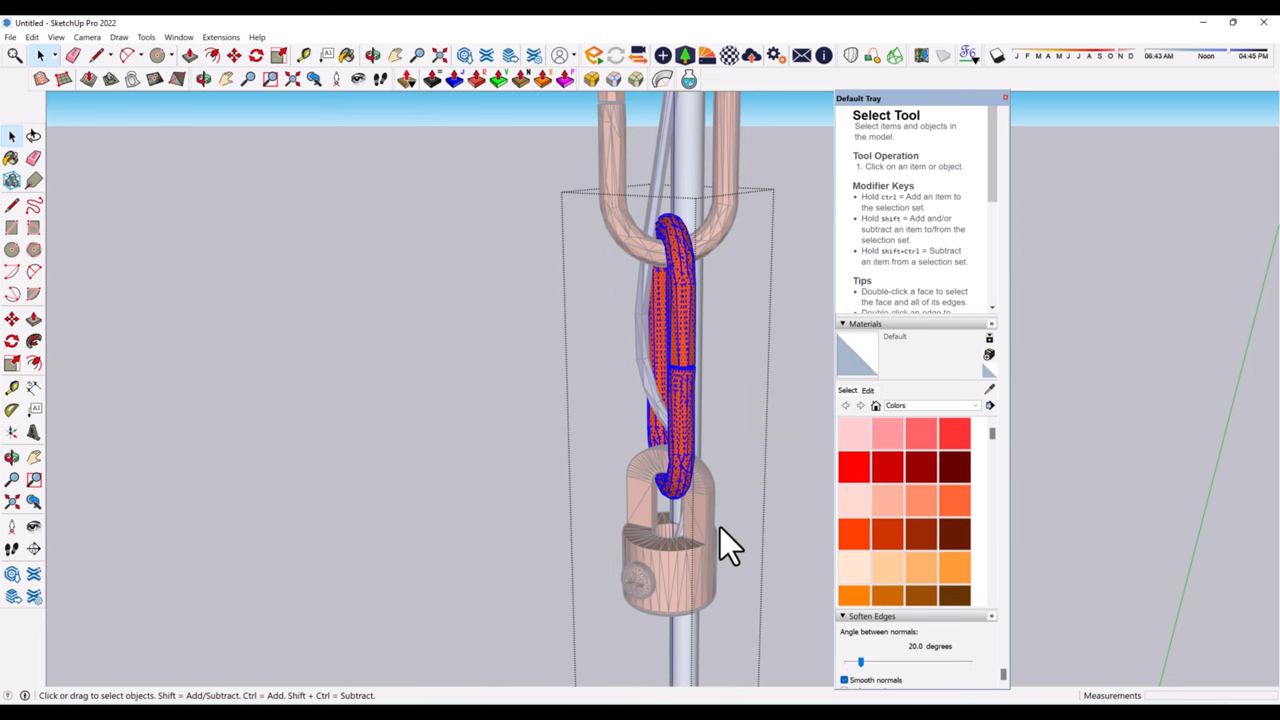 Untitled - SketchUp Pro 2022
File Edit View Camera Draw Tools Window Extensions Help
J F M A M J J A S O N D
06:43 AM Noon 04:45 PM
Default Tray
Select Tool
Select items and objects in
the model.
Tool Operation
1. Click on an item or object.
Modifier Keys
• Hold Ctrl = Add an item to
the selection set.
• Hold Shift = Add and/or
subtract an item to/from the
selection set.
• Hold Shift+Ctrl = Subtract
an item from a selection set.
Tips
• Double-click a face to select
the face and all of its edges.
• Double-click an edge to
Materials
Default
Select Edit
Colors
Soften Edges
Angle between normals:
20.0 degrees
Smooth normals
Click or drag to select objects. Shift = Add/Subtract. Ctrl = Add. Shift + Ctrl = Subtract.
Measurements